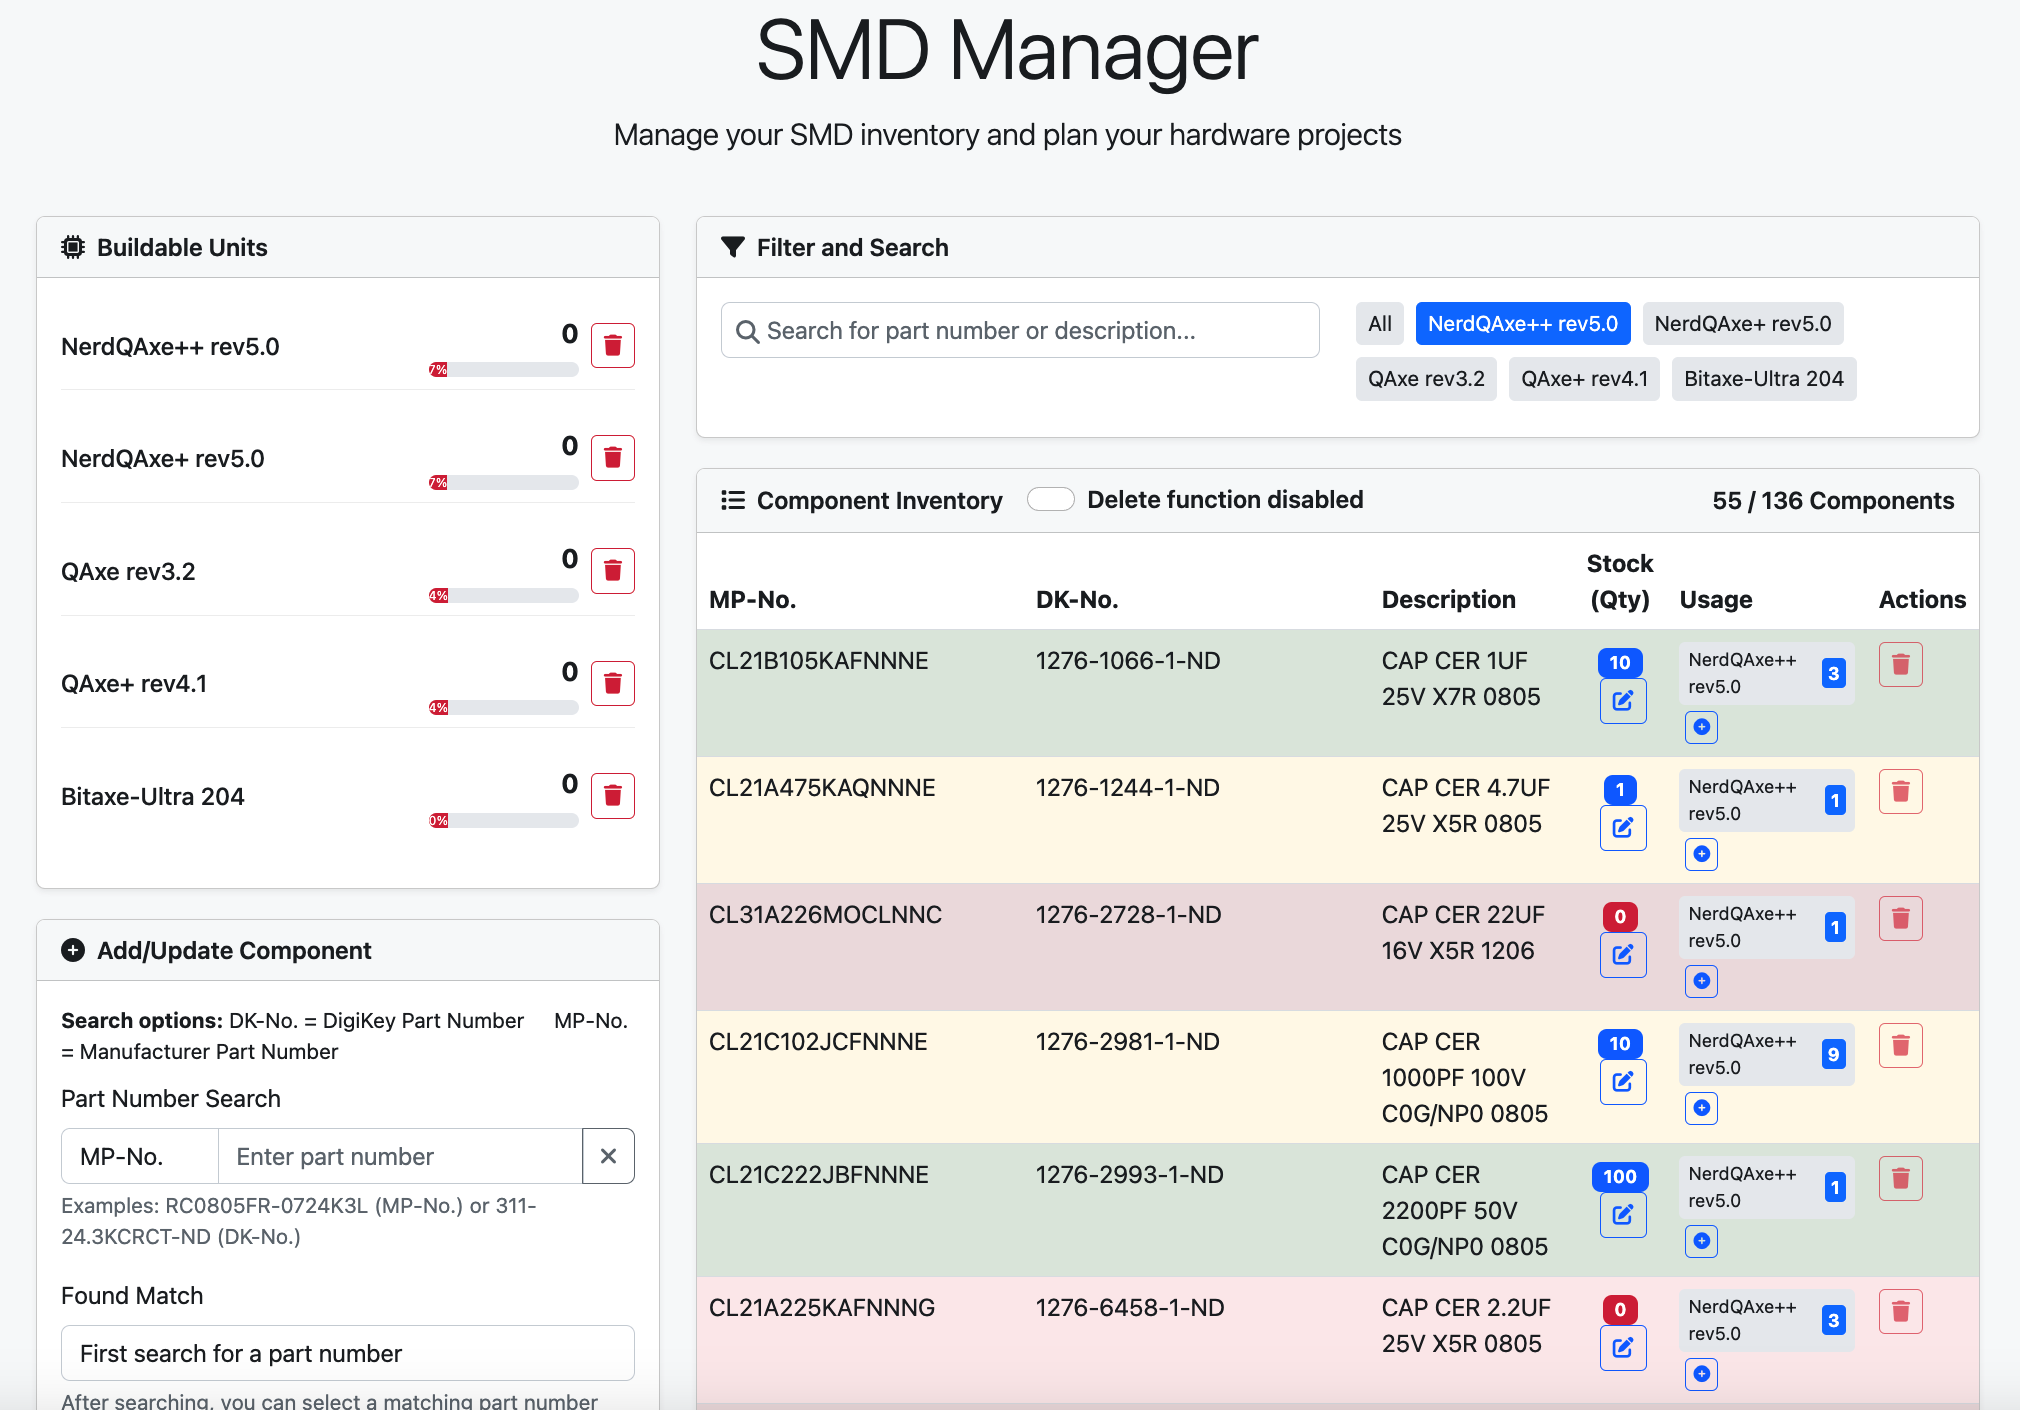 SMD Manager
Manage your SMD inventory and plan your hardware projects
Buildable Units
NerdQAxe++ rev5.0
0
7%
NerdQAxe+ rev5.0
0
7%
QAxe rev3.2
0
4%
QAxe+ rev4.1
0
4%
Bitaxe-Ultra 204
0
0%
Add/Update Component
Search options: DK-No. = DigiKey Part Number MP-No.
= Manufacturer Part Number
Part Number Search
MP-No. Enter part number
Examples: RC0805FR-0724K3L (MP-No.) or 311-
24.3KCRCT-ND (DK-No.)
Found Match
First search for a part number
After searching, you can select a matching part number
Filter and Search
Search for part number or description...
All NerdQAxe++ rev5.0 NerdQAxe+ rev5.0
QAxe rev3.2 QAxe+ rev4.1 Bitaxe-Ultra 204
Component Inventory Delete function disabled 55 / 136 Components
MP-No. DK-No. Description Stock (Qty) Usage Actions
CL21B105KAFNNNE 1276-1066-1-ND CAP CER 1UF 10 NerdQAxe++ 3
25V X7R 0805 rev5.0
CL21A475KAQNNNE 1276-1244-1-ND CAP CER 4.7UF 1 NerdQAxe++ 1
25V X5R 0805 rev5.0
CL31A226MOCLNNC 1276-2728-1-ND CAP CER 22UF 0 NerdQAxe++ 1
16V X5R 1206 rev5.0
CL21C102JCFNNNE 1276-2981-1-ND CAP CER 10 NerdQAxe++ 9
1000PF 100V rev5.0
C0G/NP0 0805
CL21C222JBFNNNE 1276-2993-1-ND CAP CER 100 NerdQAxe++ 1
2200PF 50V rev5.0
C0G/NP0 0805
CL21A225KAFNNNG 1276-6458-1-ND CAP CER 2.2UF 0 NerdQAxe++ 3
25V X5R 0805 rev5.0